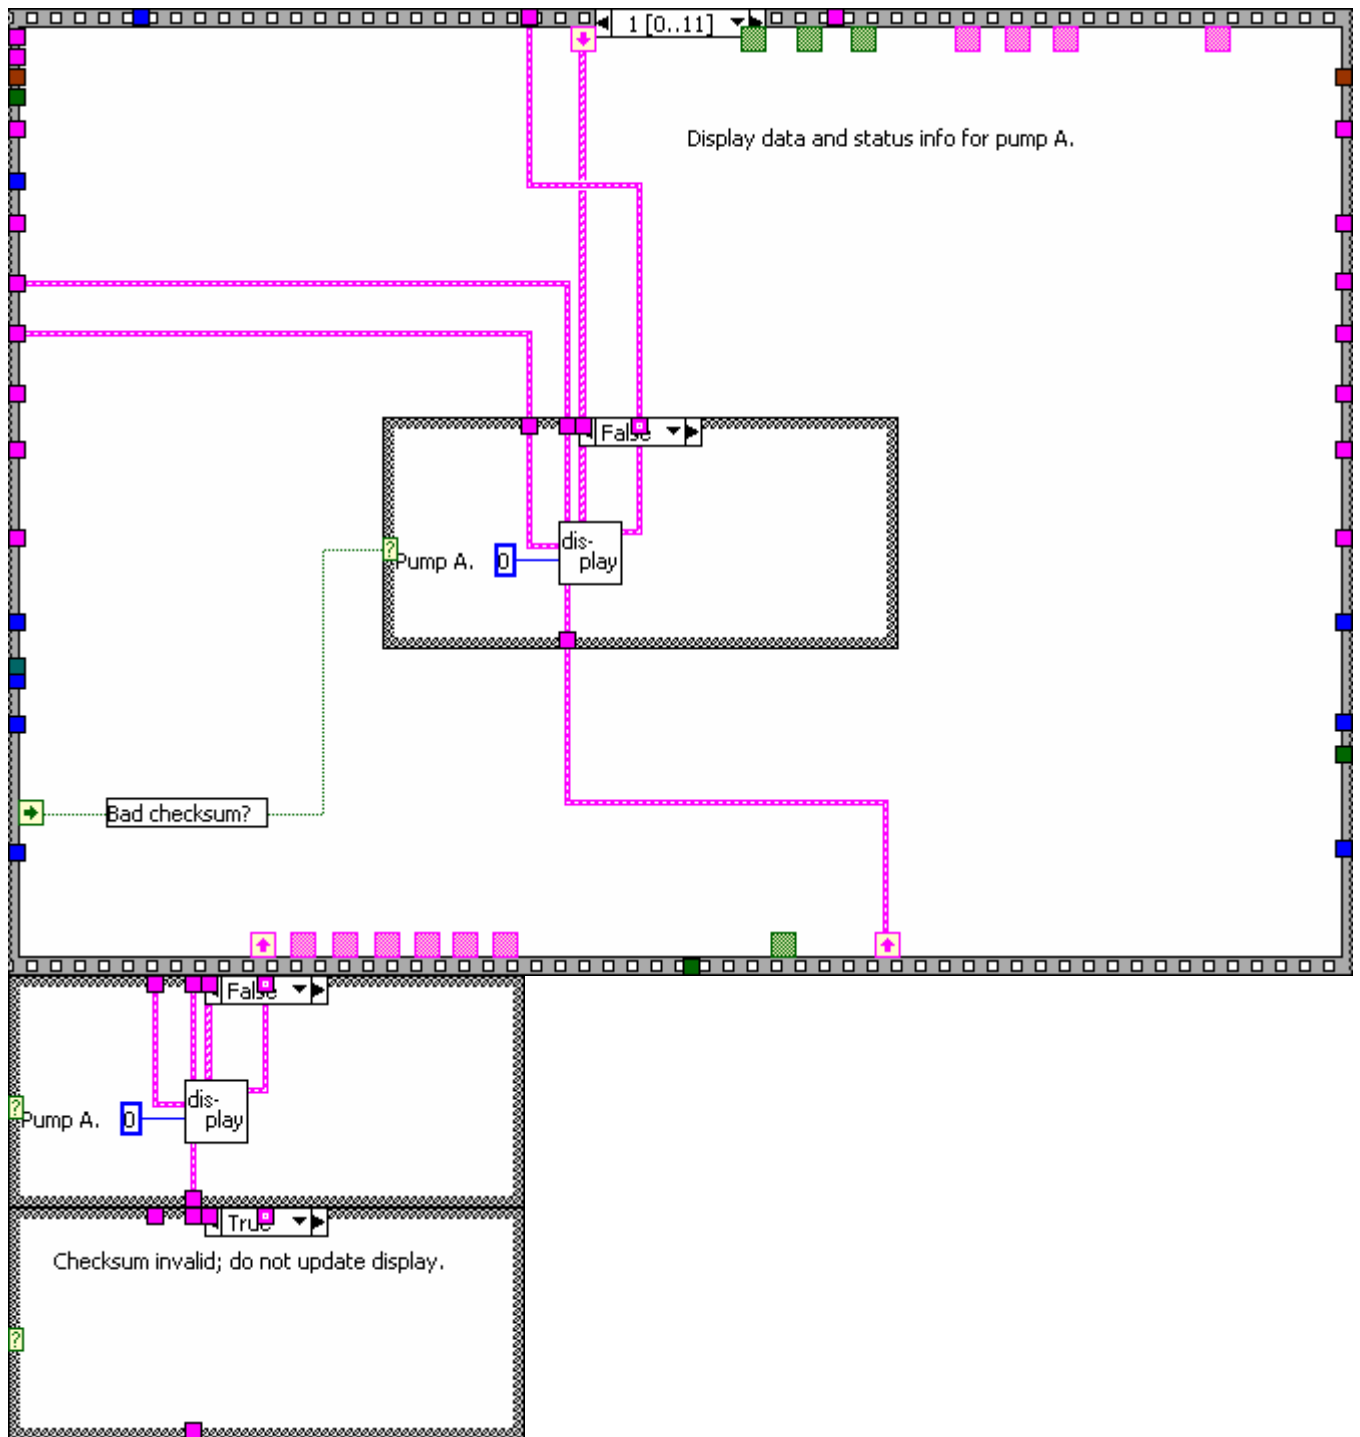 1 [0..11]
Display data and status info for pump A.
False
?
Pump A.
0
dis-
play
Bad checksum?
False
?
Pump A.
0
dis-
play
True
Checksum invalid; do not update display.
?